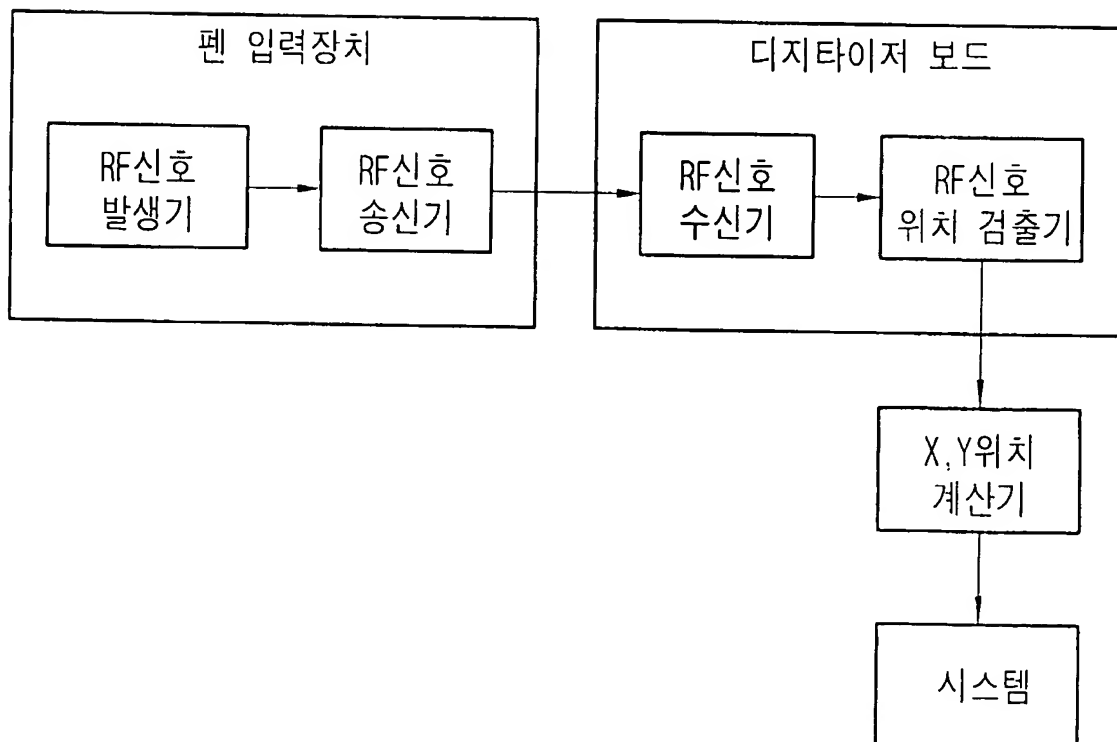 펜 입력장치
RF신호
발생기
RF신호
송신기
디지타이저 보드
RF신호
수신기
RF신호
위치 검출기
X,Y위치
계산기
시스템